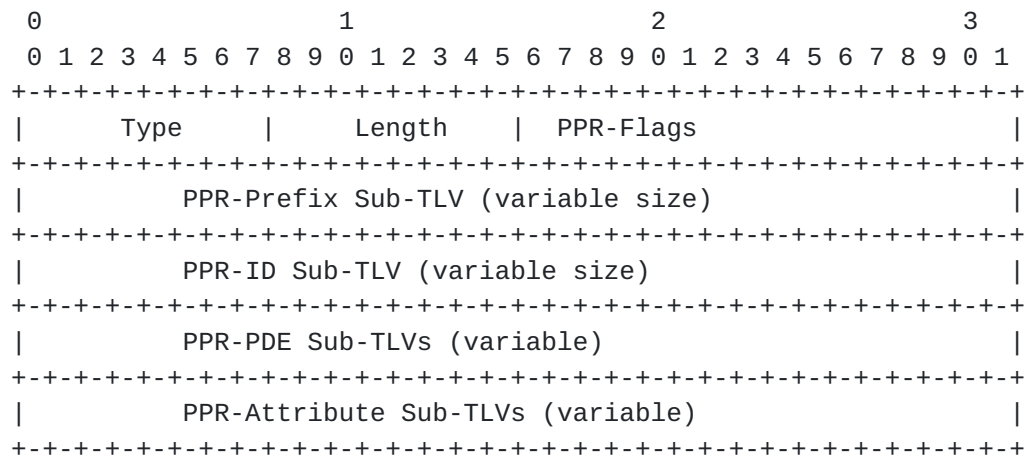 0                   1                   2                   3
 0 1 2 3 4 5 6 7 8 9 0 1 2 3 4 5 6 7 8 9 0 1 2 3 4 5 6 7 8 9 0 1
+-+-+-+-+-+-+-+-+-+-+-+-+-+-+-+-+-+-+-+-+-+-+-+-+-+-+-+-+-+-+-+-+
|      Type     |     Length    |  PPR-Flags                    |
+-+-+-+-+-+-+-+-+-+-+-+-+-+-+-+-+-+-+-+-+-+-+-+-+-+-+-+-+-+-+-+-+
|          PPR-Prefix Sub-TLV (variable size)                   |
+-+-+-+-+-+-+-+-+-+-+-+-+-+-+-+-+-+-+-+-+-+-+-+-+-+-+-+-+-+-+-+-+
|          PPR-ID Sub-TLV (variable size)                       |
+-+-+-+-+-+-+-+-+-+-+-+-+-+-+-+-+-+-+-+-+-+-+-+-+-+-+-+-+-+-+-+-+
|          PPR-PDE Sub-TLVs (variable)                          |
+-+-+-+-+-+-+-+-+-+-+-+-+-+-+-+-+-+-+-+-+-+-+-+-+-+-+-+-+-+-+-+-+
|          PPR-Attribute Sub-TLVs (variable)                    |
+-+-+-+-+-+-+-+-+-+-+-+-+-+-+-+-+-+-+-+-+-+-+-+-+-+-+-+-+-+-+-+-+